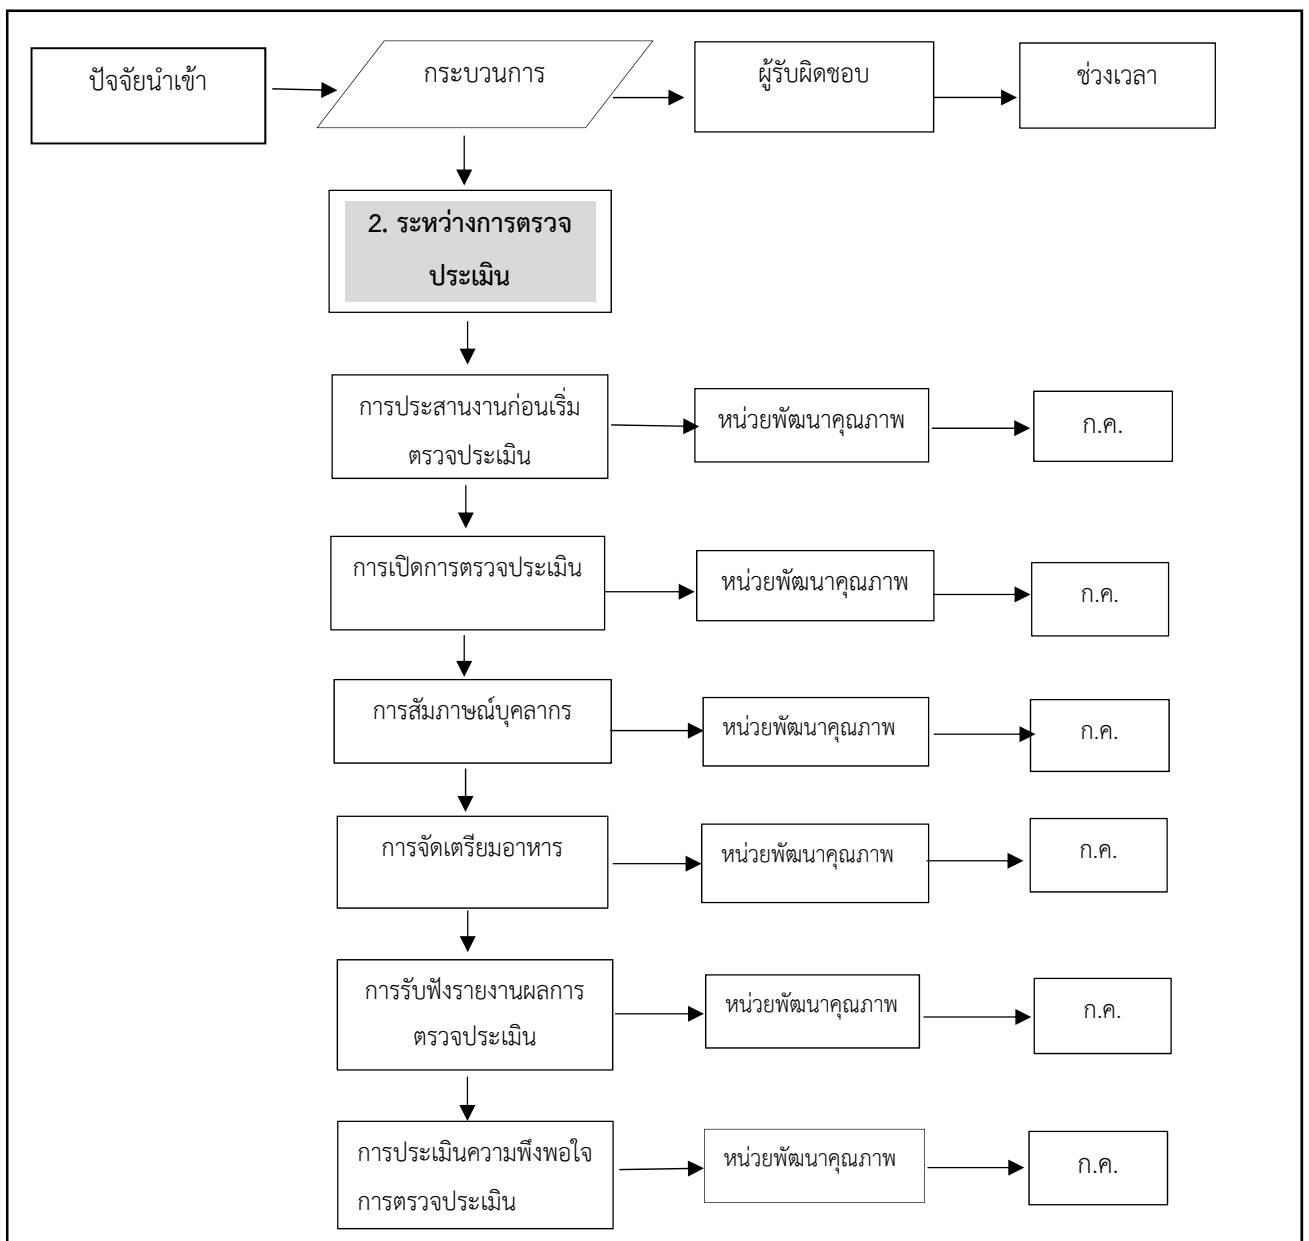 ปัจจัยนำเข้า
กระบวนการ
ผู้รับผิดชอบ
ช่วงเวลา
2. ระหว่างการตรวจ
ประเมิน
การประสานงานก่อนเริ่ม
ตรวจประเมิน
หน่วยพัฒนาคุณภาพ
ก.ค.
การเปิดการตรวจประเมิน
หน่วยพัฒนาคุณภาพ
ก.ค.
การสัมภาษณ์บุคลากร
หน่วยพัฒนาคุณภาพ
ก.ค.
การจัดเตรียมอาหาร
หน่วยพัฒนาคุณภาพ
ก.ค.
การรับฟังรายงานผลการ
ตรวจประเมิน
หน่วยพัฒนาคุณภาพ
ก.ค.
การประเมินความพึงพอใจ
การตรวจประเมิน
หน่วยพัฒนาคุณภาพ
ก.ค.